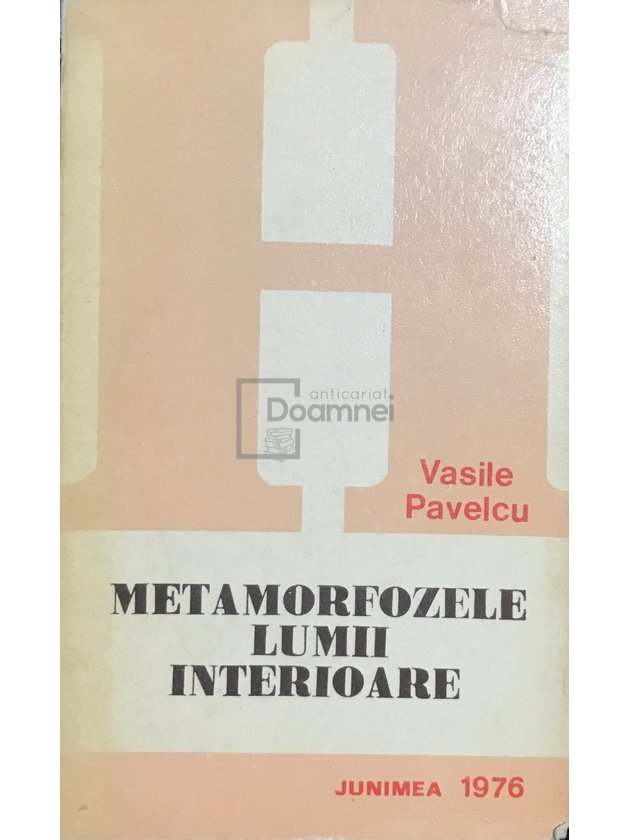 anticariat
Doamnei
Vasile
Pavelcu
METAMORFOZELE
LUMII
INTERIOARE
JUNIMEA 1976